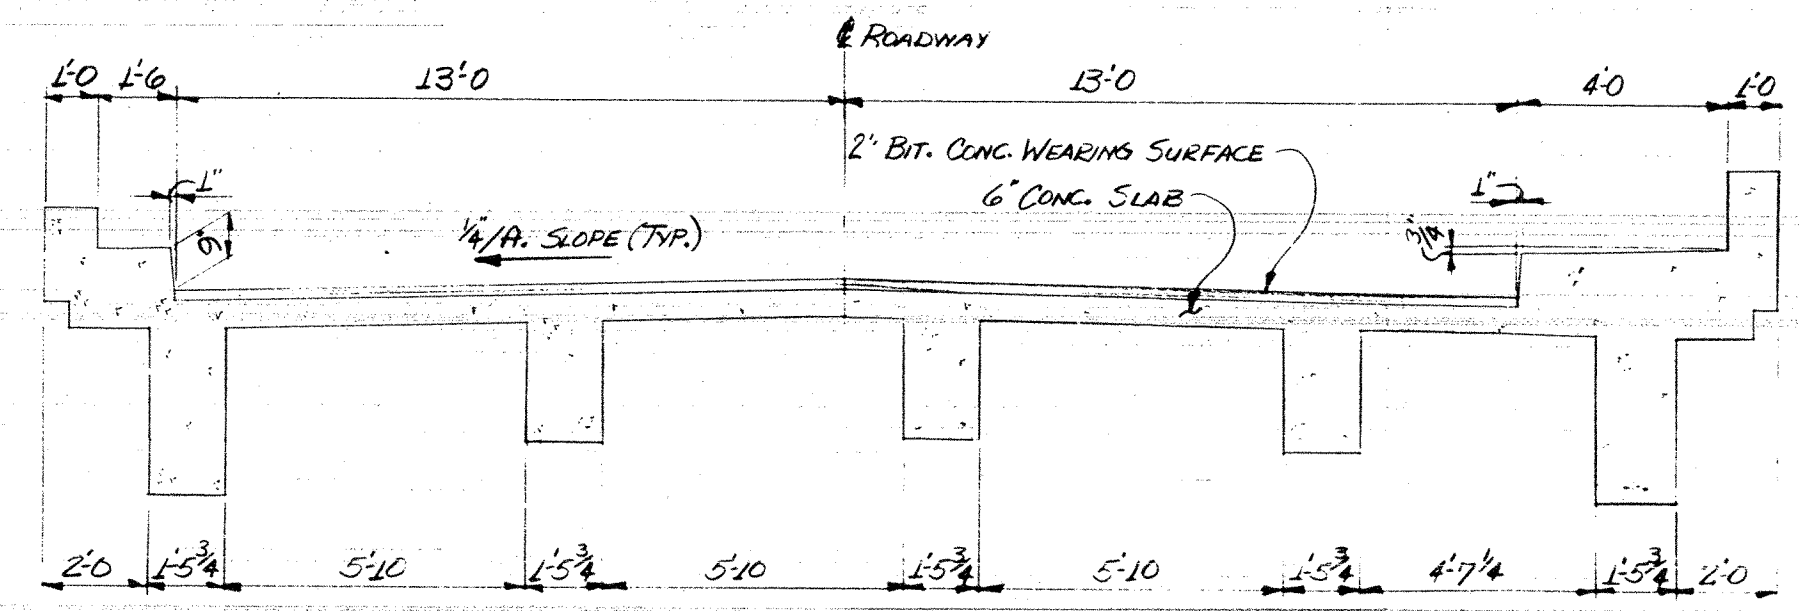 ℄ ROADWAY
1'-0 1'-6 13'-0 13'-0 4'-0 1'-0
2" BIT. CONC. WEARING SURFACE
6" CONC. SLAB
1" 1"
9"
1/4"/ft. SLOPE (TYP.)
3/4"
2'-0 1'-5 3/4 5'-10 1'-5 3/4 5'-10 1'-5 3/4 5'-10 1'-5 3/4 4'-7 1/4 1'-5 3/4 2'-0